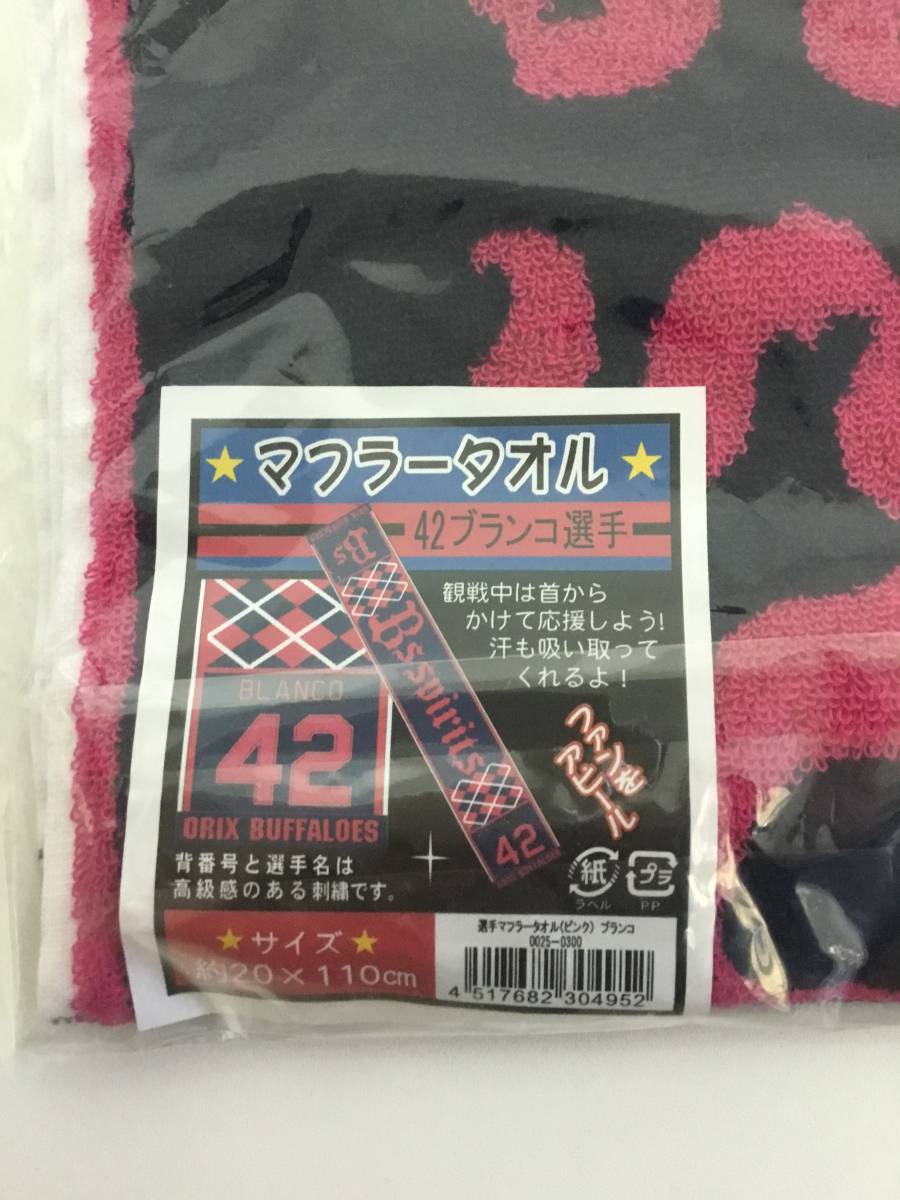 マフラータオル
42ブランコ選手
観戦中は首から
かけて応援しよう!
汗も吸い取って
くれるよ!
ファンを
アピール
BLANCO
42
ORIX BUFFALOES
Bs
Bsspirits
42
ORIX BUFFALOES
背番号と選手名は
高級感のある刺繍です。
紙
ラベル
プラ
PP
サイズ
約20×110cm
選手マフラータオル(ピンク) ブランコ
0025-0300
4 517682 304952